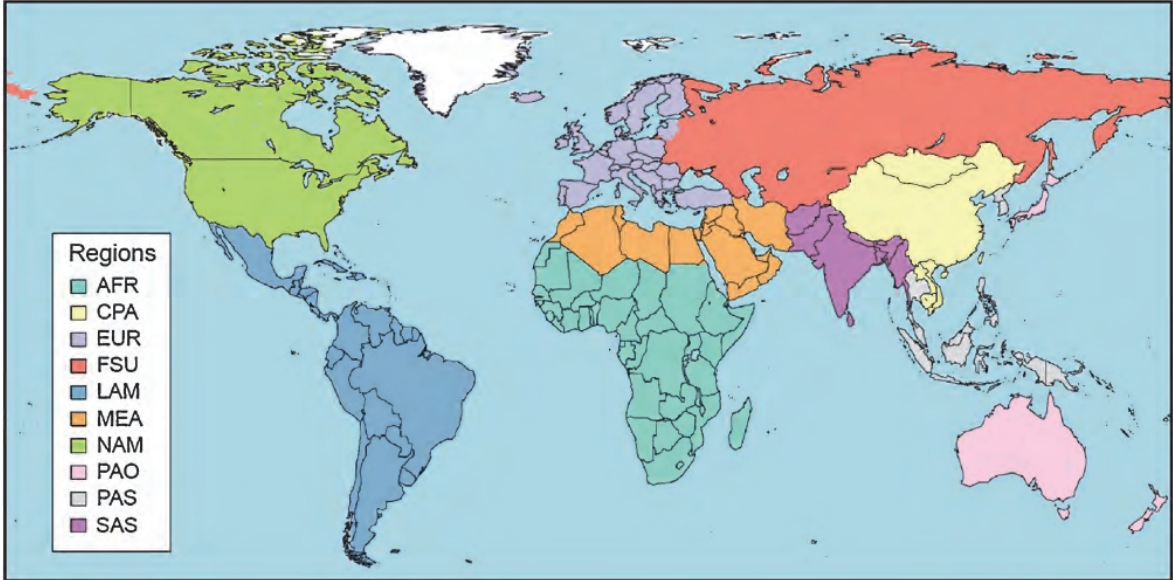 Regions
AFR
CPA
EUR
FSU
LAM
MEA
NAM
PAO
PAS
SAS